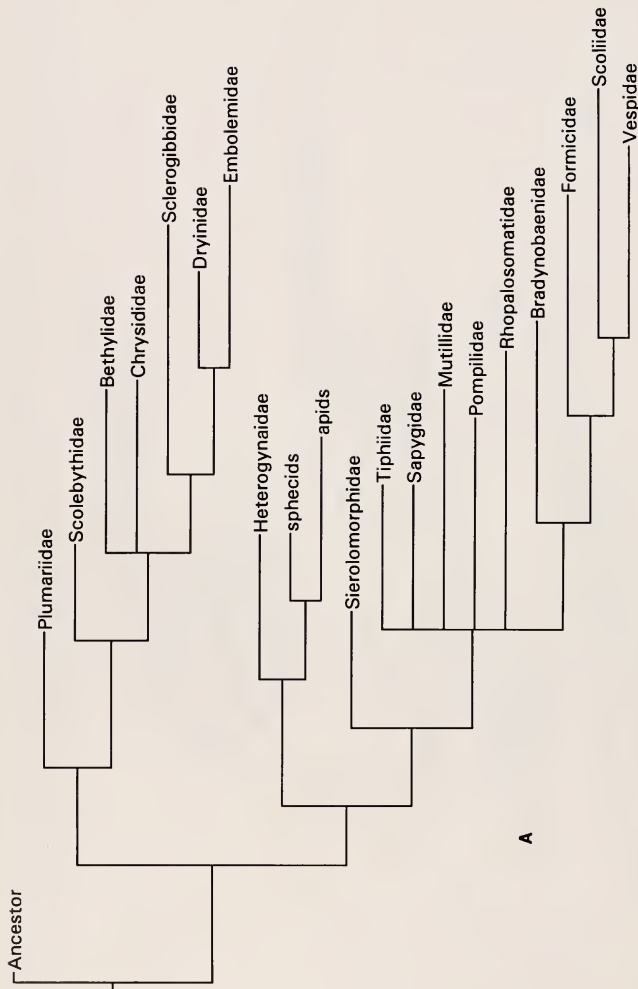 Ancestor
Plumariidae
Scolebythidae
Bethylidae
Chrysididae
Sclerogibbidae
Dryinidae
Embolemidae
Heterogynaidae
sphecids
apids
Sierolomorphidae
Tiphiidae
Sapygidae
Mutillidae
Pompilidae
Rhopalosomatidae
Bradynobaenidae
Formicidae
Scoliidae
Vespidae
A